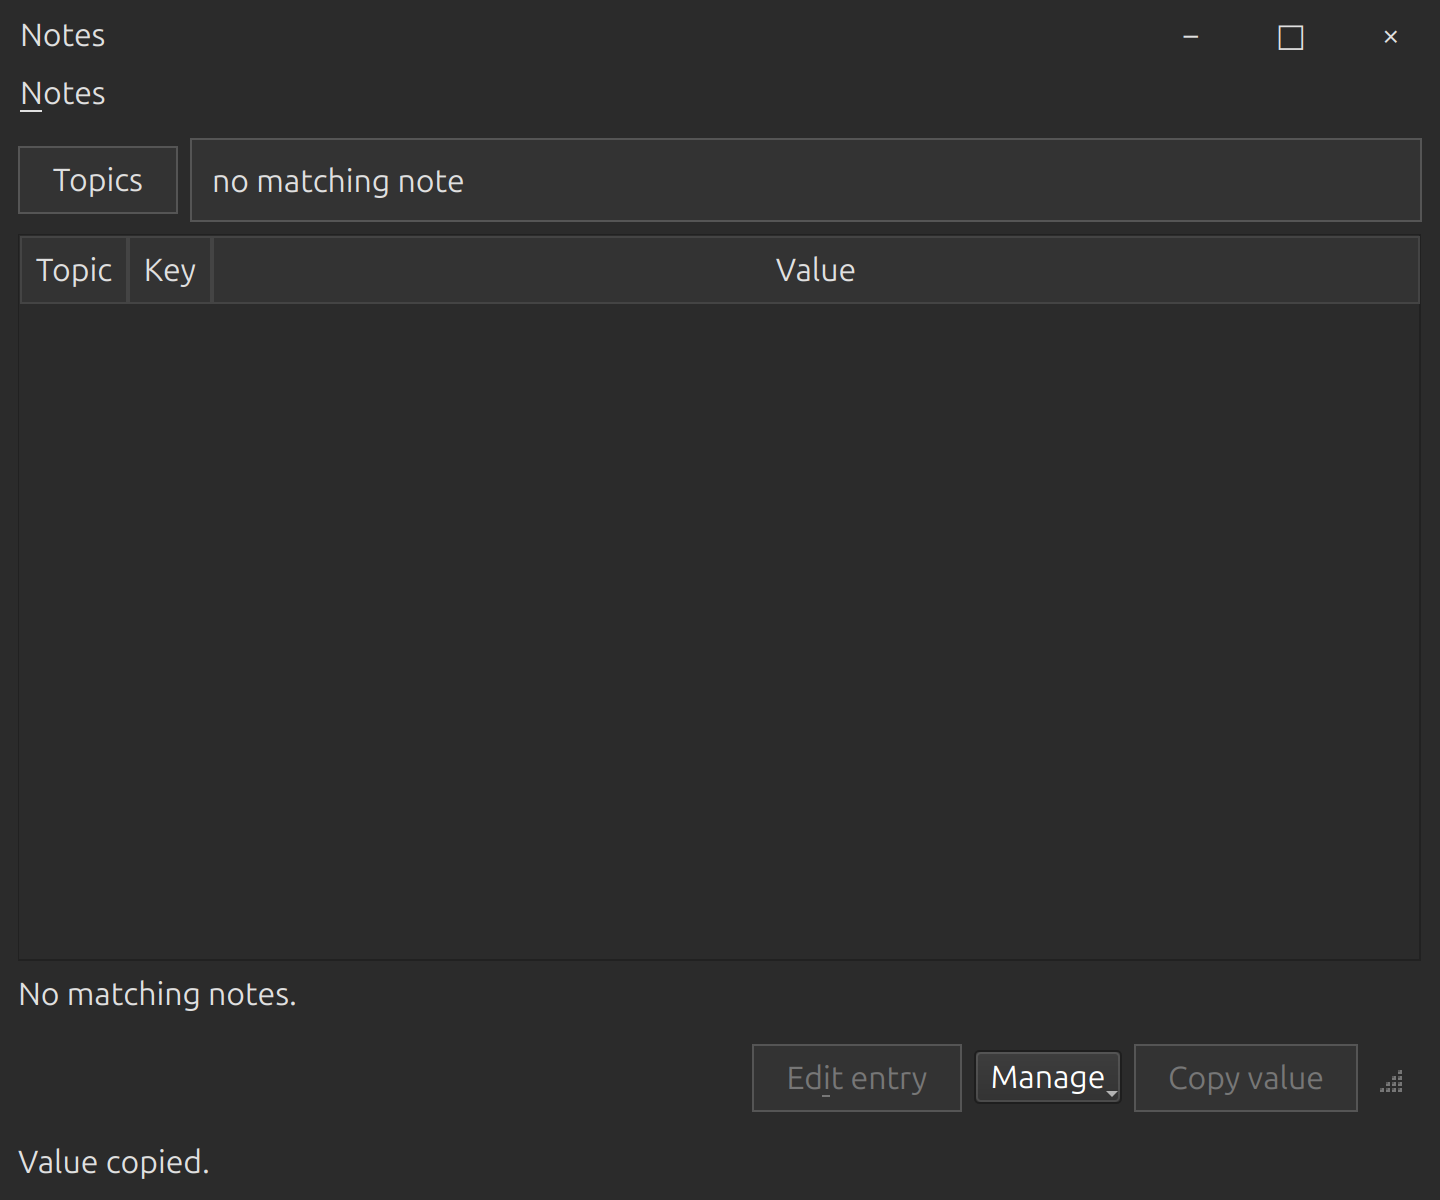 Notes
Notes
Topics no matching note
Topic Key Value
No matching notes.
Edit entry Manage Copy value
Value copied.